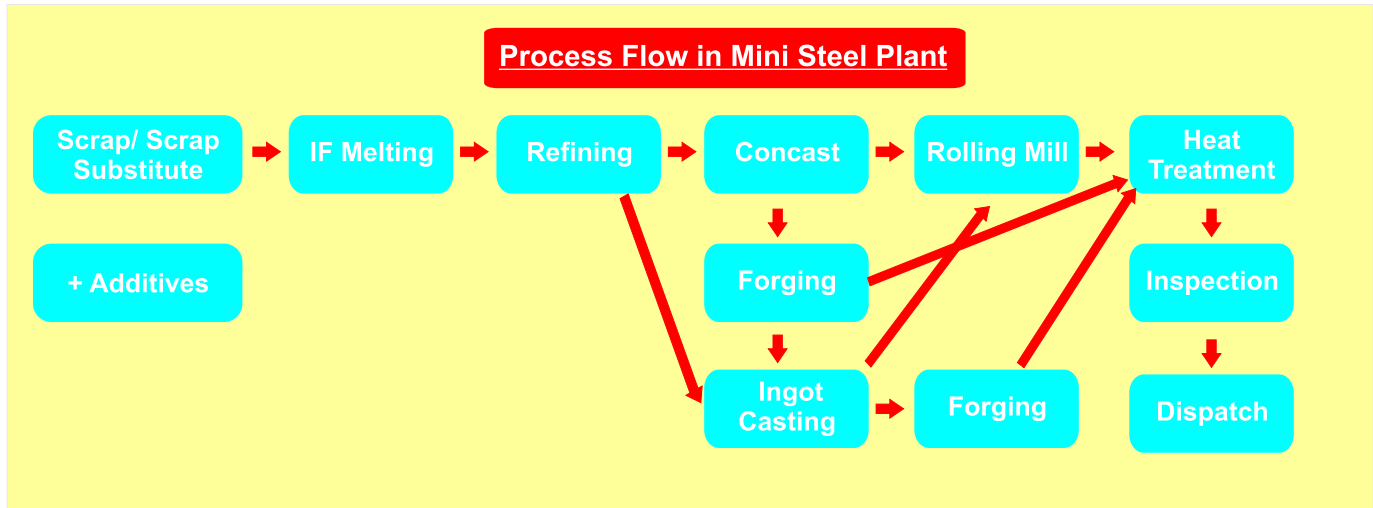 Process Flow in Mini Steel Plant
Scrap/ Scrap
Substitute
IF Melting
Refining
Concast
Rolling Mill
Heat
Treatment
+ Additives
Forging
Inspection
Ingot
Casting
Forging
Dispatch